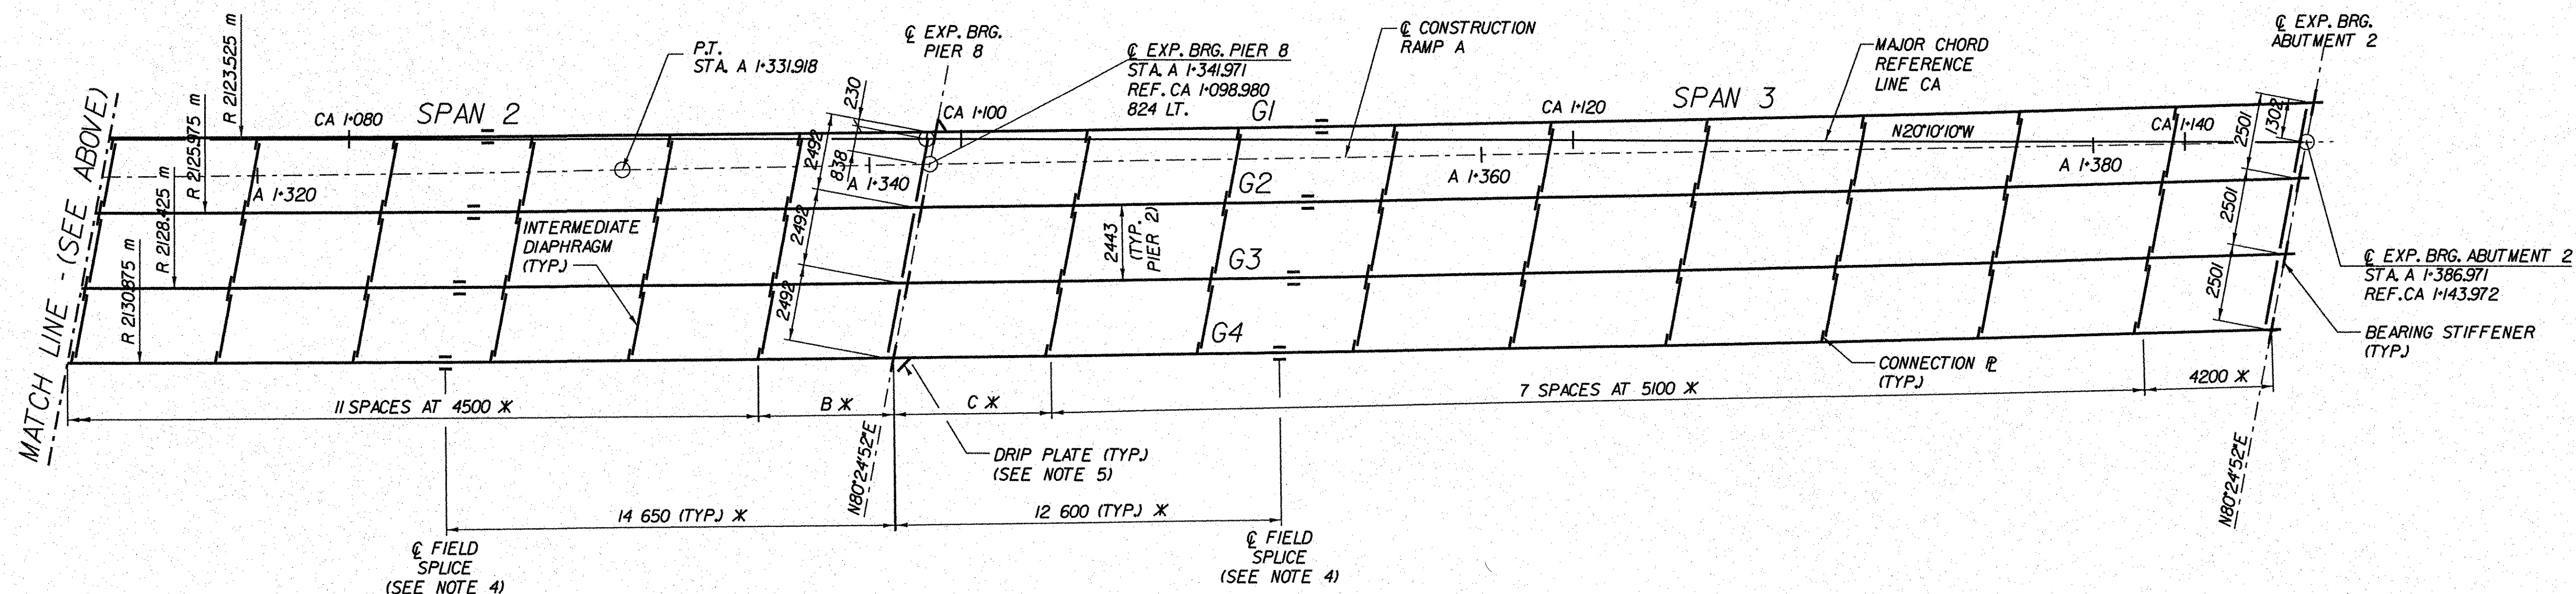 MATCH LINE - (SEE ABOVE)
R 2123.525 m
R 2125.975 m
R 2128.425 m
R 2130.875 m
CA 1+080
SPAN 2
A 1+320
P.T.
STA. A 1+331.918
INTERMEDIATE
DIAPHRAGM
(TYP.)
℄ EXP. BRG.
PIER 8
℄ EXP. BRG. PIER 8
STA. A 1+341.971
REF. CA 1+098.980
824 LT.
230
838
2492
2492
2492
A 1+340
CA 1+100
G1
G2
G3
G4
2443
(TYP.
PIER 2)
℄ CONSTRUCTION
RAMP A
A 1+360
CA 1+120
SPAN 3
MAJOR CHORD
REFERENCE
LINE CA
N20°10'10"W
A 1+380
CA 1+140
℄ EXP. BRG.
ABUTMENT 2
1302
2501
2501
2501
℄ EXP. BRG. ABUTMENT 2
STA. A 1+386.971
REF. CA 1+143.972
BEARING STIFFENER
(TYP.)
CONNECTION ℄
(TYP.)
11 SPACES AT 4500 Ж
B Ж
C Ж
7 SPACES AT 5100 Ж
4200 Ж
N80°24'52"E
N80°24'52"E
DRIP PLATE (TYP.)
(SEE NOTE 5)
14 650 (TYP.) Ж
12 600 (TYP.) Ж
℄ FIELD
SPLICE
(SEE NOTE 4)
℄ FIELD
SPLICE
(SEE NOTE 4)